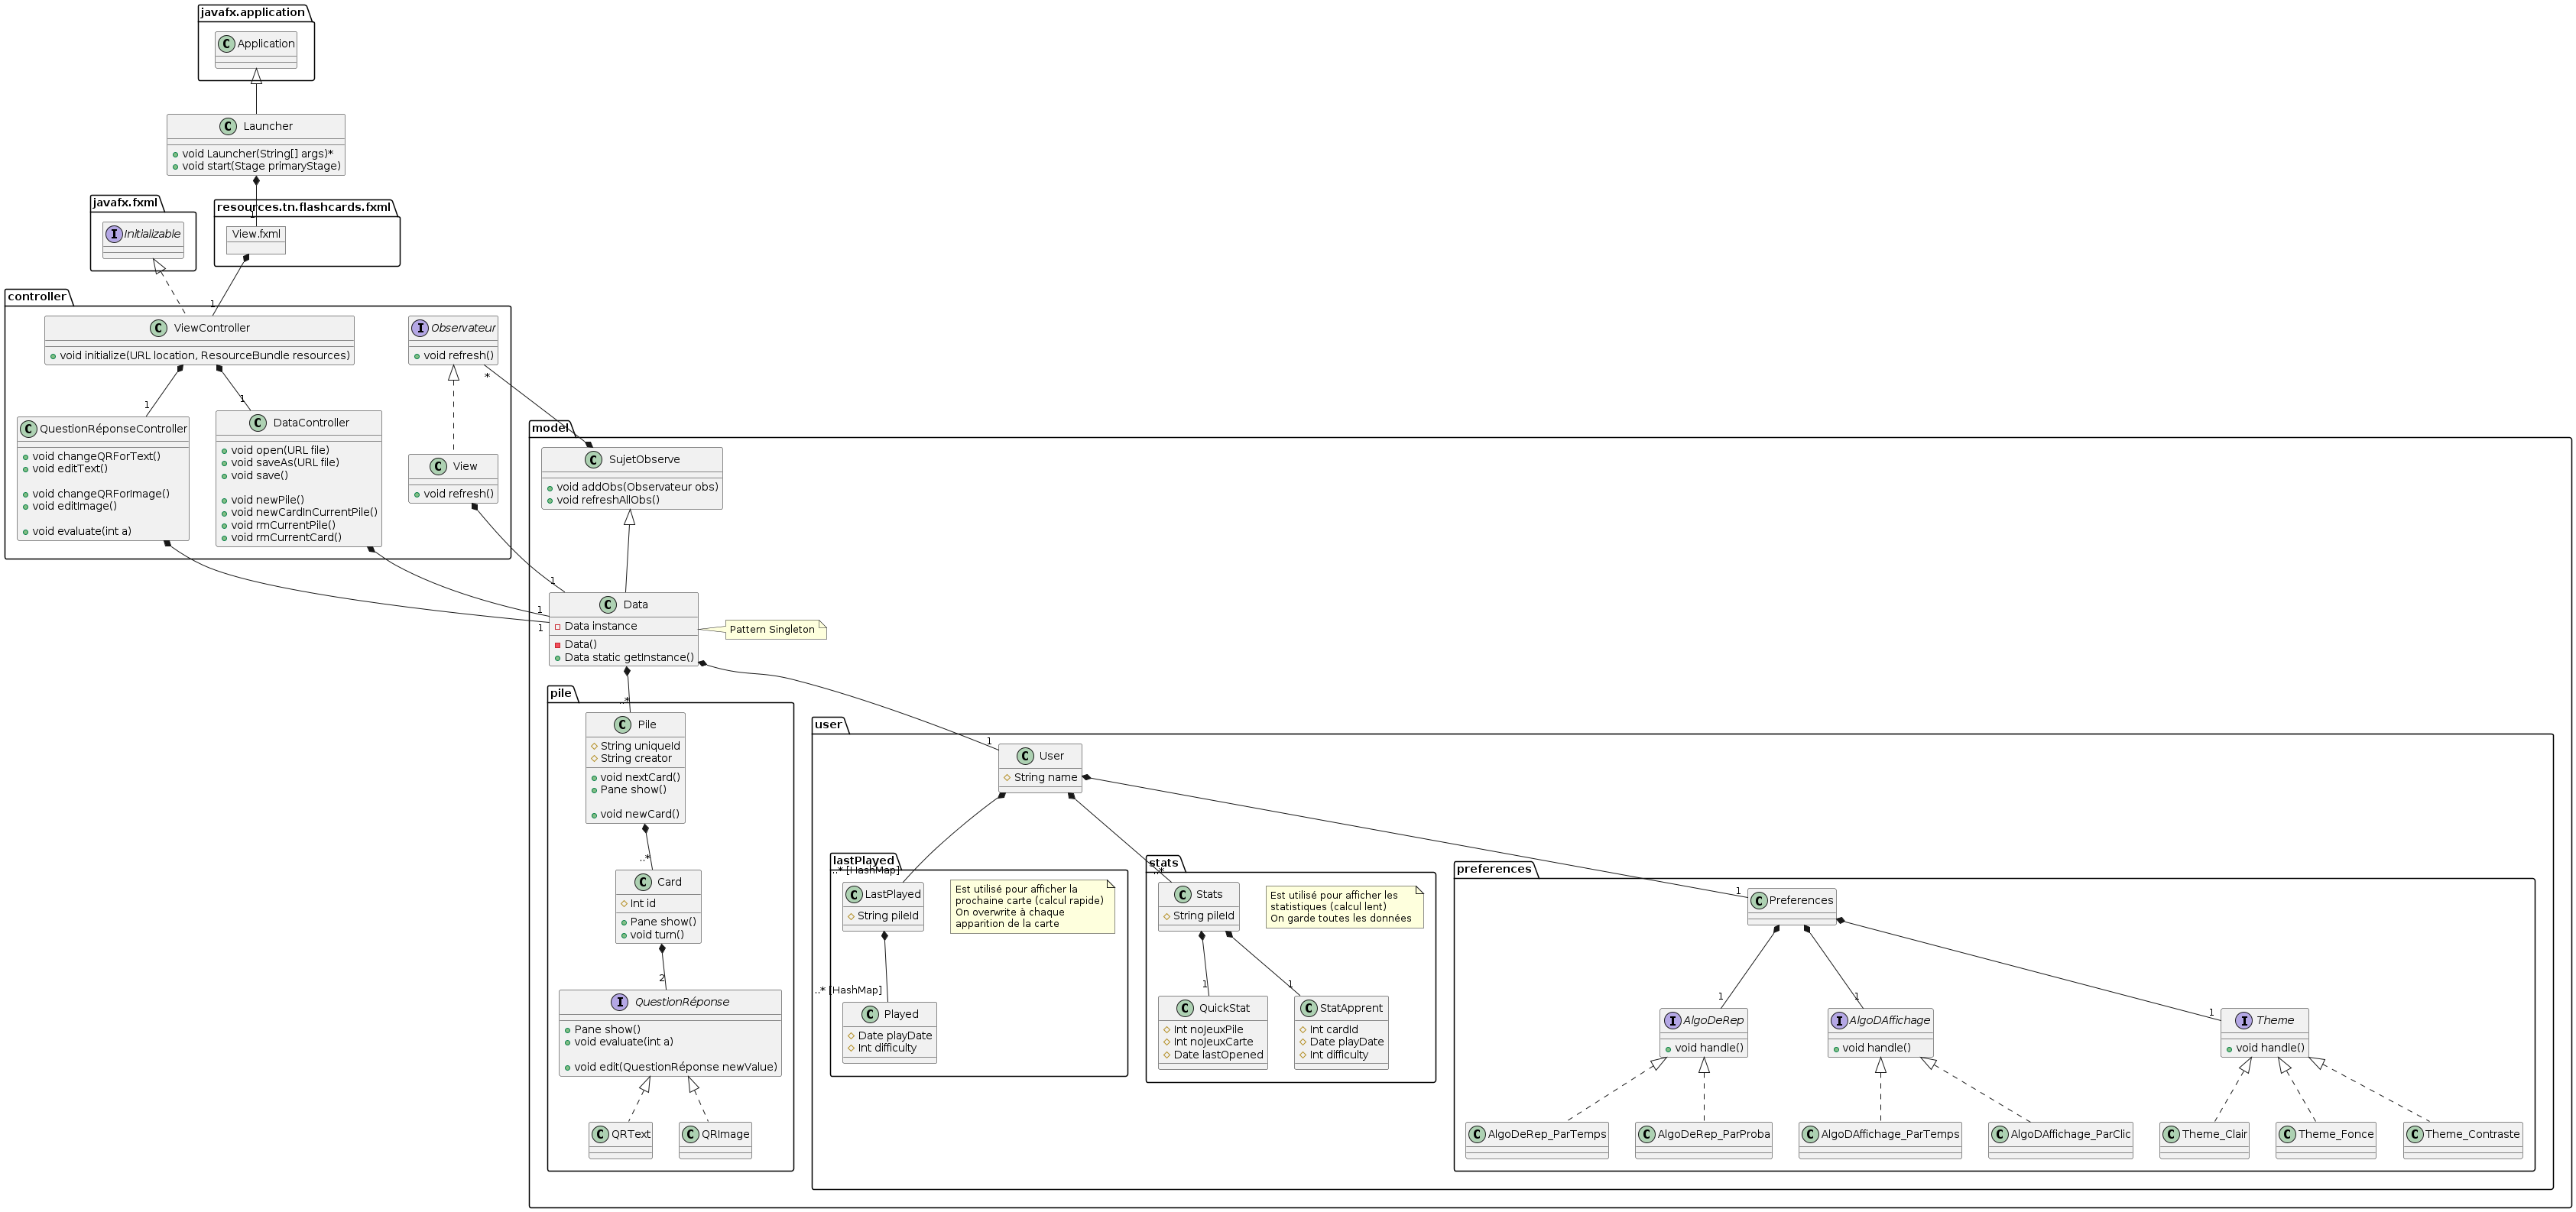 javafx.application
Application
Launcher
void Launcher(String[] args)*
void start(Stage primaryStage)
javafx.fxml
Initializable
resources.tn.flashcards.fxml
1
View.fxml
controller
1
ViewController
void initialize(URL location, ResourceBundle resources)
Observateur
void refresh()
*
1
1
QuestionRéponseController
void changeQRForText()
void editText()
void changeQRForImage()
void editImage()
void evaluate(int a)
DataController
void open(URL file)
void saveAs(URL file)
void save()
void newPile()
void newCardInCurrentPile()
void rmCurrentPile()
void rmCurrentCard()
View
void refresh()
model
SujetObserve
void addObs(Observateur obs)
void refreshAllObs()
1
1
1
Data
Data instance
Data()
Data static getInstance()
Pattern Singleton
pile
..*
Pile
String uniqueId
String creator
void nextCard()
Pane show()
void newCard()
..*
Card
Int id
Pane show()
void turn()
2
QuestionRéponse
Pane show()
void evaluate(int a)
void edit(QuestionRéponse newValue)
QRText
QRImage
user
1
User
String name
lastPlayed
..* [HashMap]
LastPlayed
String pileId
Est utilisé pour afficher la
prochaine carte (calcul rapide)
On overwrite à chaque
apparition de la carte
..* [HashMap]
Played
Date playDate
Int difficulty
stats
..*
Stats
String pileId
Est utilisé pour afficher les
statistiques (calcul lent)
On garde toutes les données
1
1
QuickStat
Int noJeuxPile
Int noJeuxCarte
Date lastOpened
StatApprent
Int cardId
Date playDate
Int difficulty
preferences
1
Preferences
1
1
1
AlgoDeRep
void handle()
AlgoDAffichage
void handle()
Theme
void handle()
AlgoDeRep_ParTemps
AlgoDeRep_ParProba
AlgoDAffichage_ParTemps
AlgoDAffichage_ParClic
Theme_Clair
Theme_Fonce
Theme_Contraste